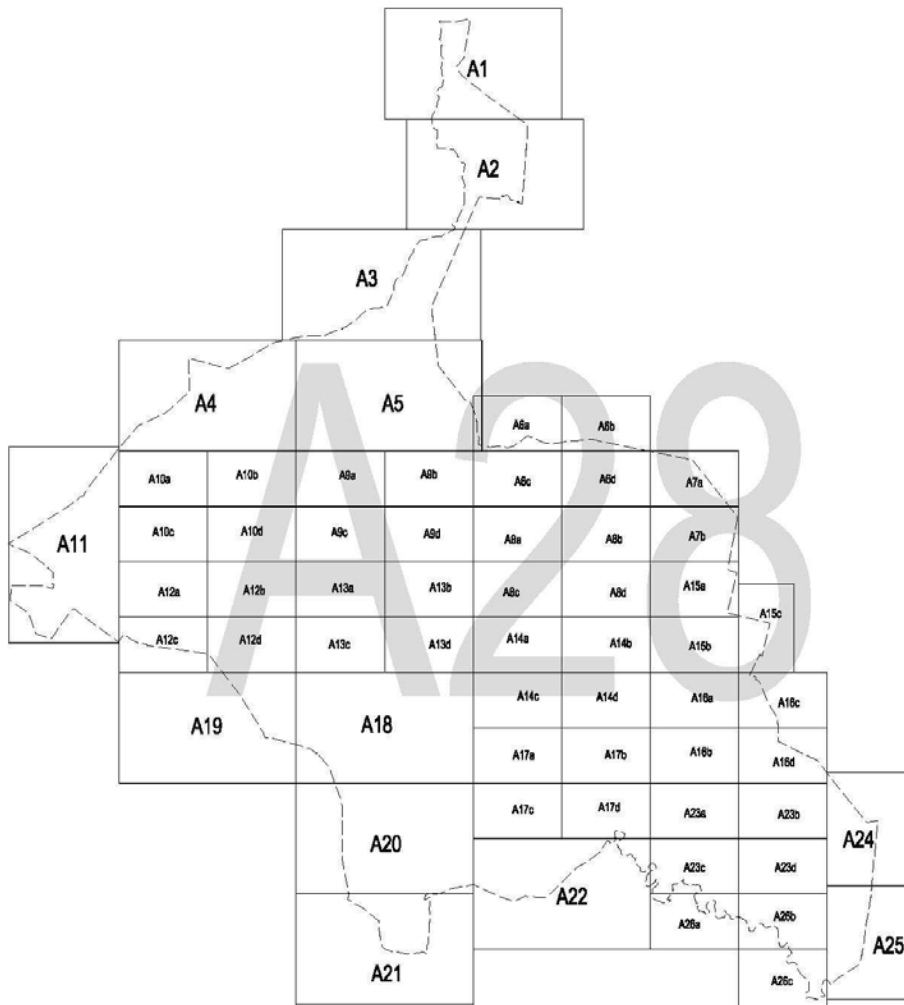 A1
A2
A3
A4 A5
A6a A6b
A10a A10b A9a A9b A6c A6d A7a
A11 A10c A10d A9c A9d A8a A8b A7b
A12a A12b A13a A13b A8c A8d A15a
A15c
A12c A12d A13c A13d A14a A14b A15b
A28
A19 A18 A14c A14d A16a A16c
A17a A17b A16b A16d
A20 A17c A17d A23a A23b A24
A22 A23c A23d
A21 A26a A26b A25
A26c